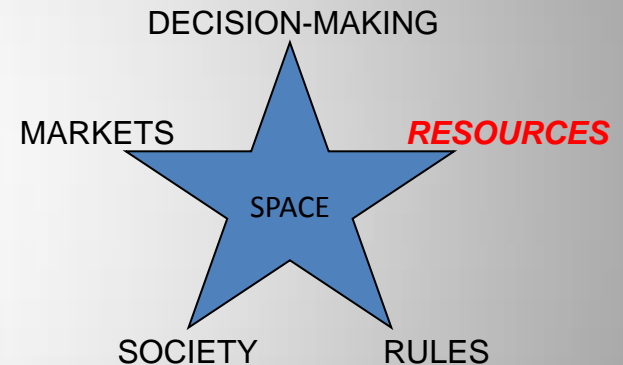 DECISION-MAKING
MARKETS
RESOURCES
SPACE
SOCIETY
RULES